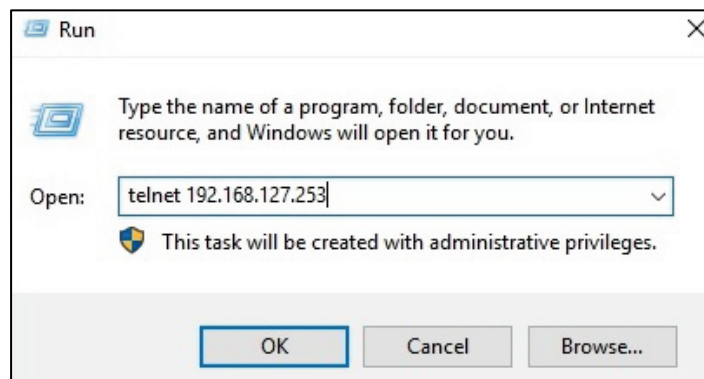 Run
Type the name of a program, folder, document, or Internet
resource, and Windows will open it for you.
Open: telnet 192.168.127.253
This task will be created with administrative privileges.
OK Cancel Browse...